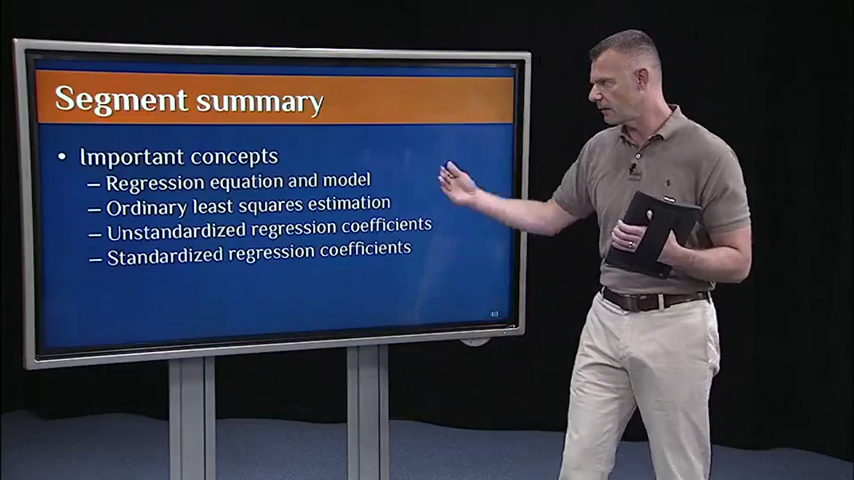 Segment summary
• Important concepts
– Regression equation and model
– Ordinary least squares estimation
– Unstandardized regression coefficients
– Standardized regression coefficients
40